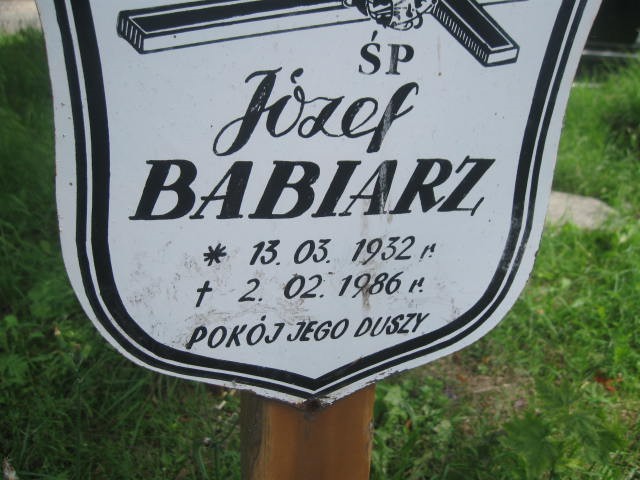 ŚP
Józef
BABIARZ
* 13. 03. 1932 r.
† 2. 02. 1986 r.
POKÓJ JEGO DUSZY